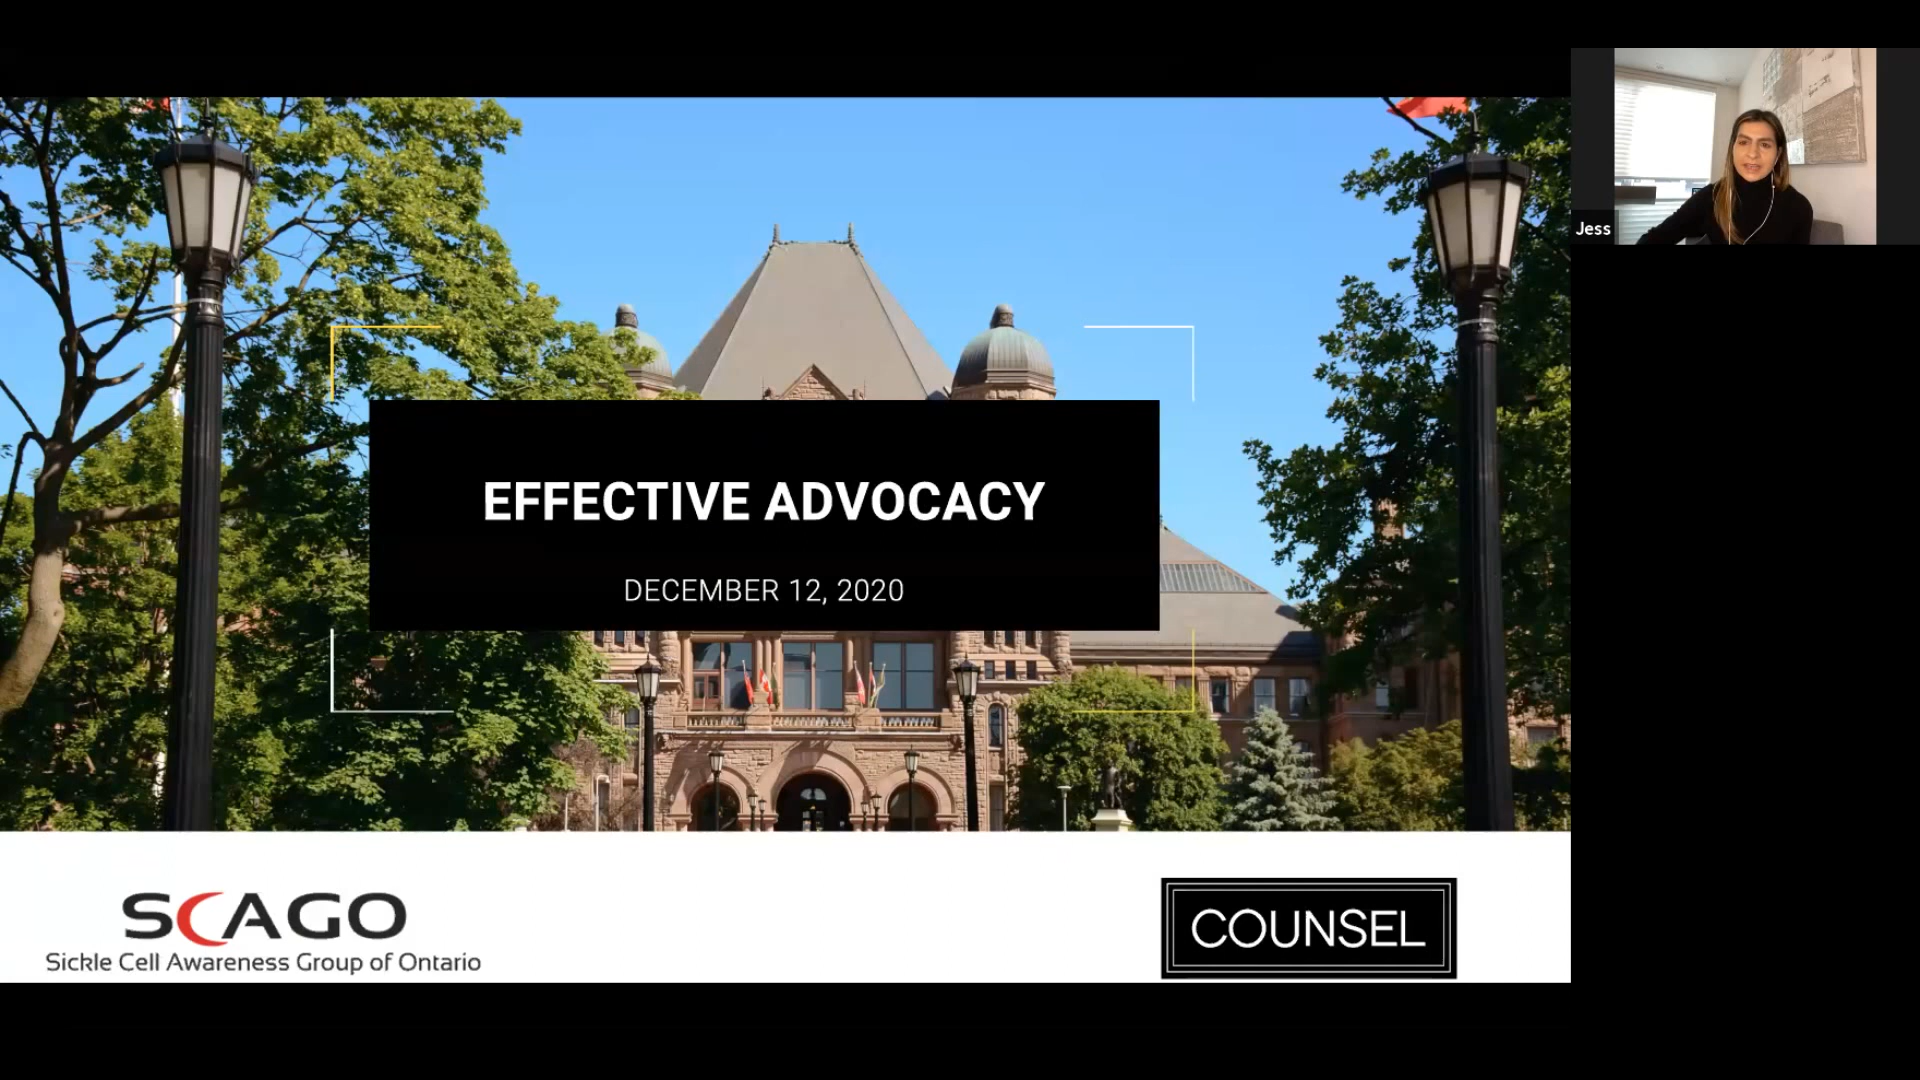 EFFECTIVE ADVOCACY
DECEMBER 12, 2020
SCAGO
Sickle Cell Awareness Group of Ontario
COUNSEL
Jess